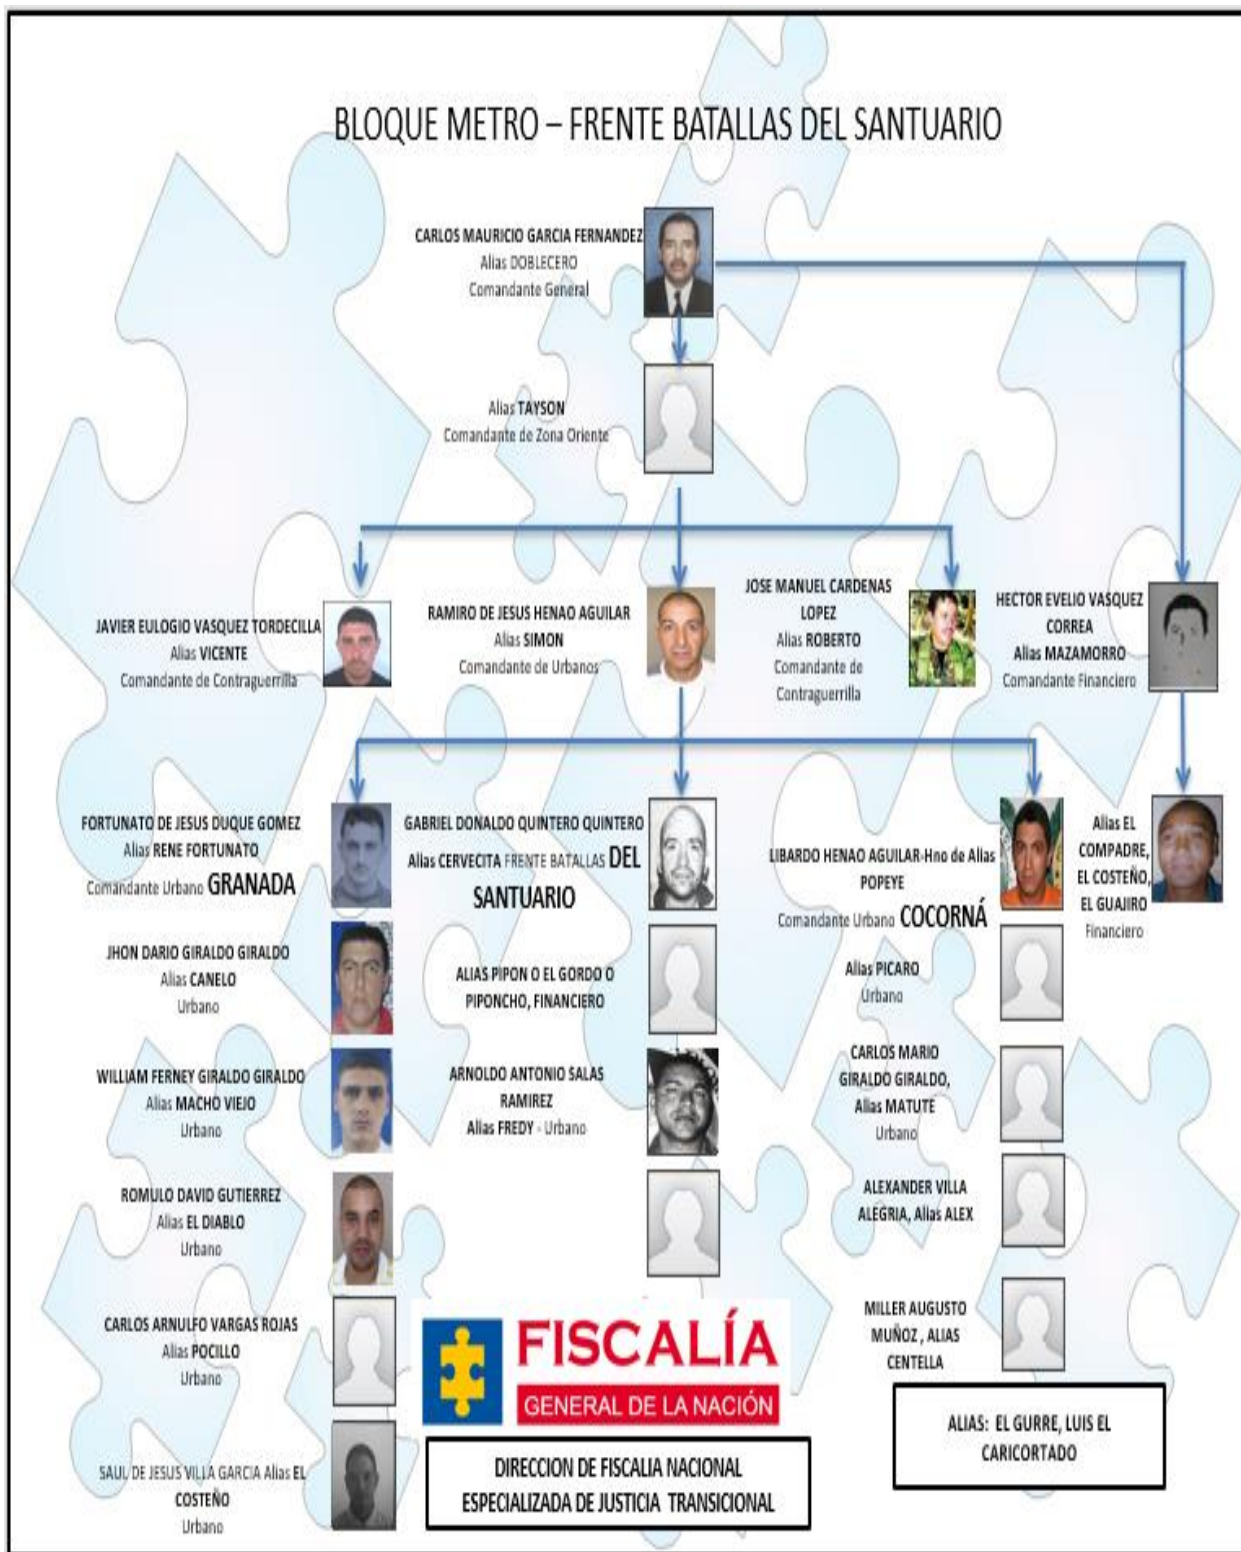 BLOQUE METRO – FRENTE BATALLAS DEL SANTUARIO
CARLOS MAURICIO GARCIA FERNANDEZ
Alias DOBLECERO
Comandante General
Alias TAYSON
Comandante de Zona Oriente
JAVIER EULOGIO VASQUEZ TORDECILLA
Alias VICENTE
Comandante de Contraguerrilla
RAMIRO DE JESUS HENAO AGUILAR
Alias SIMON
Comandante de Urbanos
JOSE MANUEL CARDENAS
LOPEZ
Alias ROBERTO
Comandante de
Contraguerrilla
HECTOR EVELIO VASQUEZ
CORREA
Alias MAZAMORRO
Comandante Financiero
FORTUNATO DE JESUS DUQUE GOMEZ
Alias RENE FORTUNATO
Comandante Urbano GRANADA
JHON DARIO GIRALDO GIRALDO
Alias CANELO
Urbano
WILLIAM FERNEY GIRALDO GIRALDO
Alias MACHO VIEJO
Urbano
ROMULO DAVID GUTIERREZ
Alias EL DIABLO
Urbano
CARLOS ARNULFO VARGAS ROJAS
Alias POCILLO
Urbano
SAUL DE JESUS VILLA GARCIA Alias EL
COSTEÑO
Urbano
GABRIEL DONALDO QUINTERO QUINTERO
Alias CERVECITA FRENTE BATALLAS DEL
SANTUARIO
ALIAS PIPON O EL GORDO O
PIPONCHO, FINANCIERO
ARNOLDO ANTONIO SALAS
RAMIREZ
Alias FREDY - Urbano
LIBARDO HENAO AGUILAR-Hno de Alias
POPEYE
Comandante Urbano COCORNÁ
Alias PICARO
Urbano
CARLOS MARIO
GIRALDO GIRALDO,
Alias MATUTE
Urbano
ALEXANDER VILLA
ALEGRIA, Alias ALEX
MILLER AUGUSTO
MUÑOZ , ALIAS
CENTELLA
Alias EL
COMPADRE,
EL COSTEÑO,
EL GUAJIRO
Financiero
FISCALÍA
GENERAL DE LA NACIÓN
DIRECCION DE FISCALIA NACIONAL
ESPECIALIZADA DE JUSTICIA TRANSICIONAL
ALIAS: EL GURRE, LUIS EL
CARICORTADO